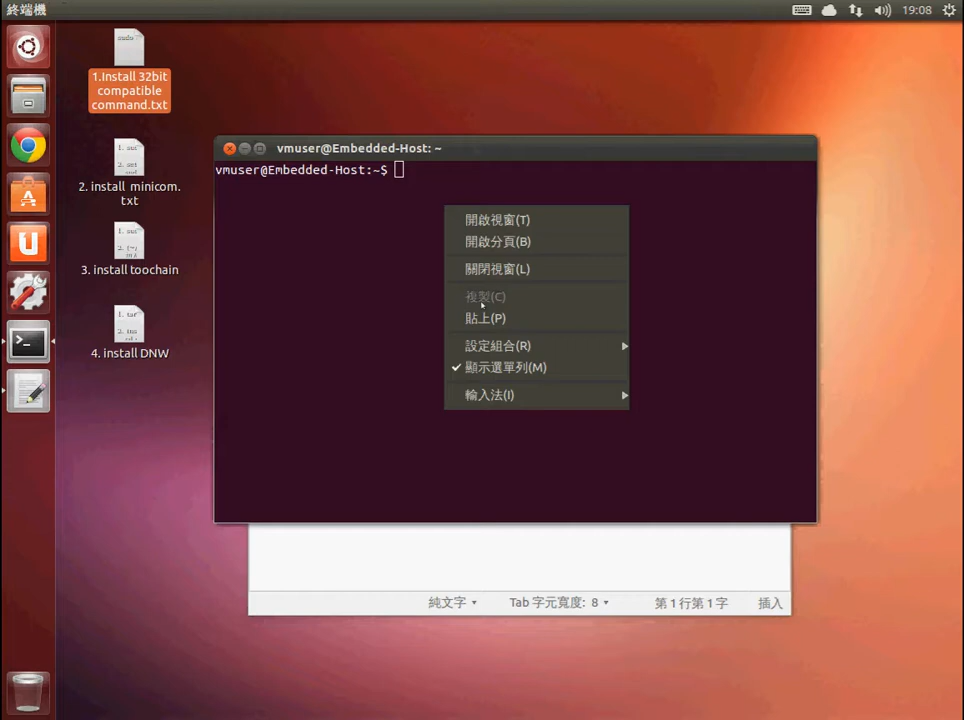 終端機
19:08
1.Install 32bit
compatible
command.txt
2. install minicom.
txt
3. install toochain
4. install DNW
vmuser@Embedded-Host: ~
vmuser@Embedded-Host:~$
開啟視窗(T)
開啟分頁(B)
關閉視窗(L)
複製(C)
貼上(P)
設定組合(R)
顯示選單列(M)
輸入法(I)
純文字
Tab 字元寬度: 8
第 1 行第 1 字
插入